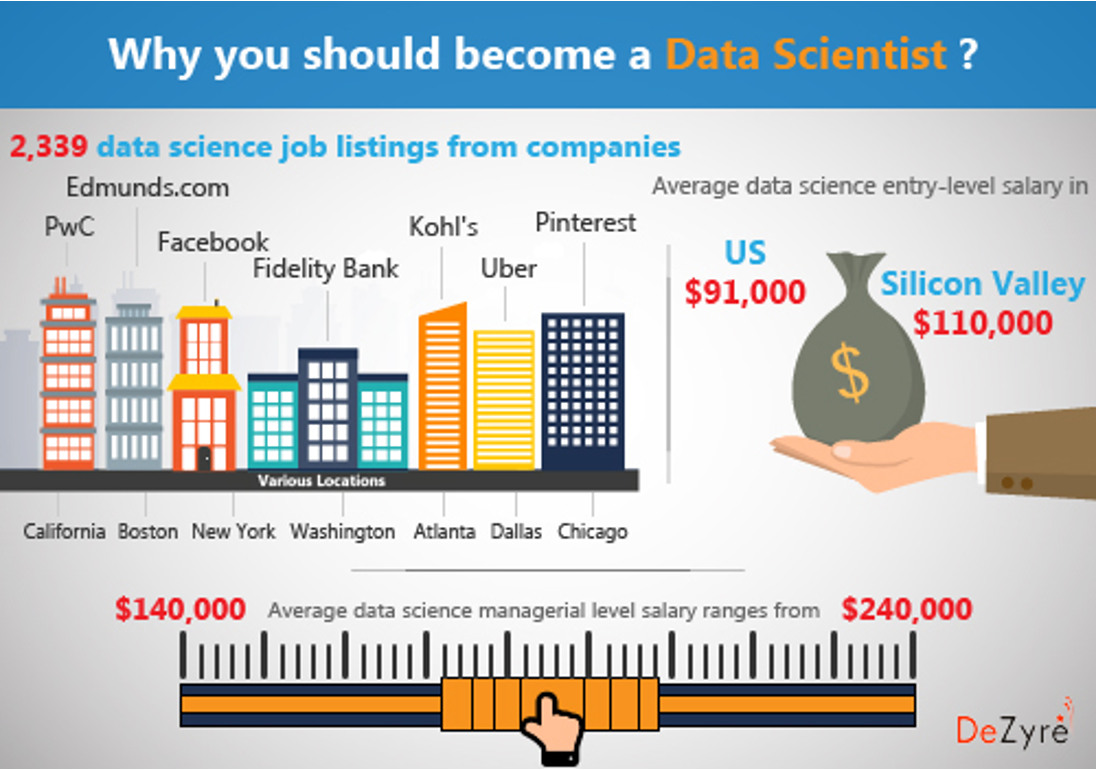 Why you should become a Data Scientist ?
2,339 data science job listings from companies
Edmunds.com
PwC
Facebook
Fidelity Bank
Kohl's
Uber
Pinterest
Various Locations
California Boston New York Washington Atlanta Dallas Chicago
Average data science entry-level salary in
US
$91,000
Silicon Valley
$110,000
$
$140,000 Average data science managerial level salary ranges from $240,000
DeZyre